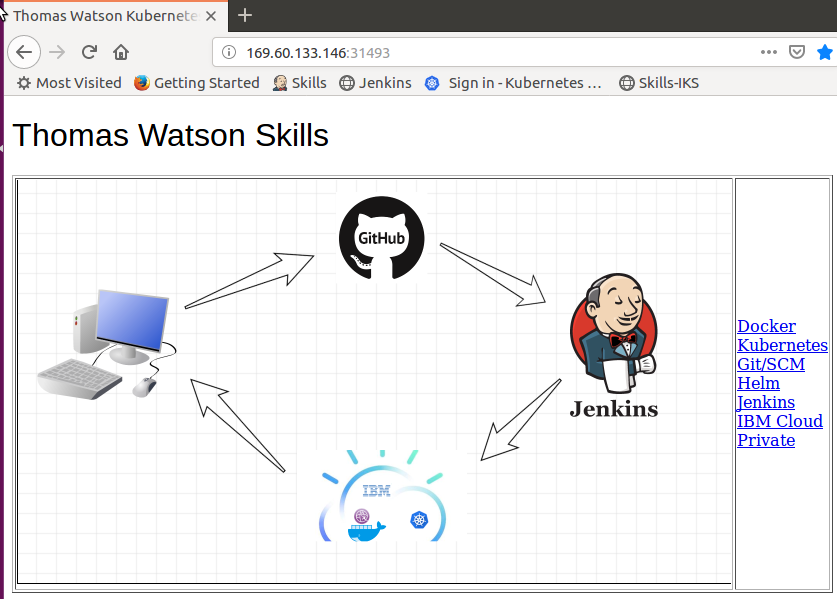 Thomas Watson Kubernete
169.60.133.146:31493
Most Visited Getting Started Skills Jenkins Sign in - Kubernetes ... Skills-IKS
Thomas Watson Skills
GitHub
Jenkins
IBM
Docker
Kubernetes
Git/SCM
Helm
Jenkins
IBM Cloud
Private